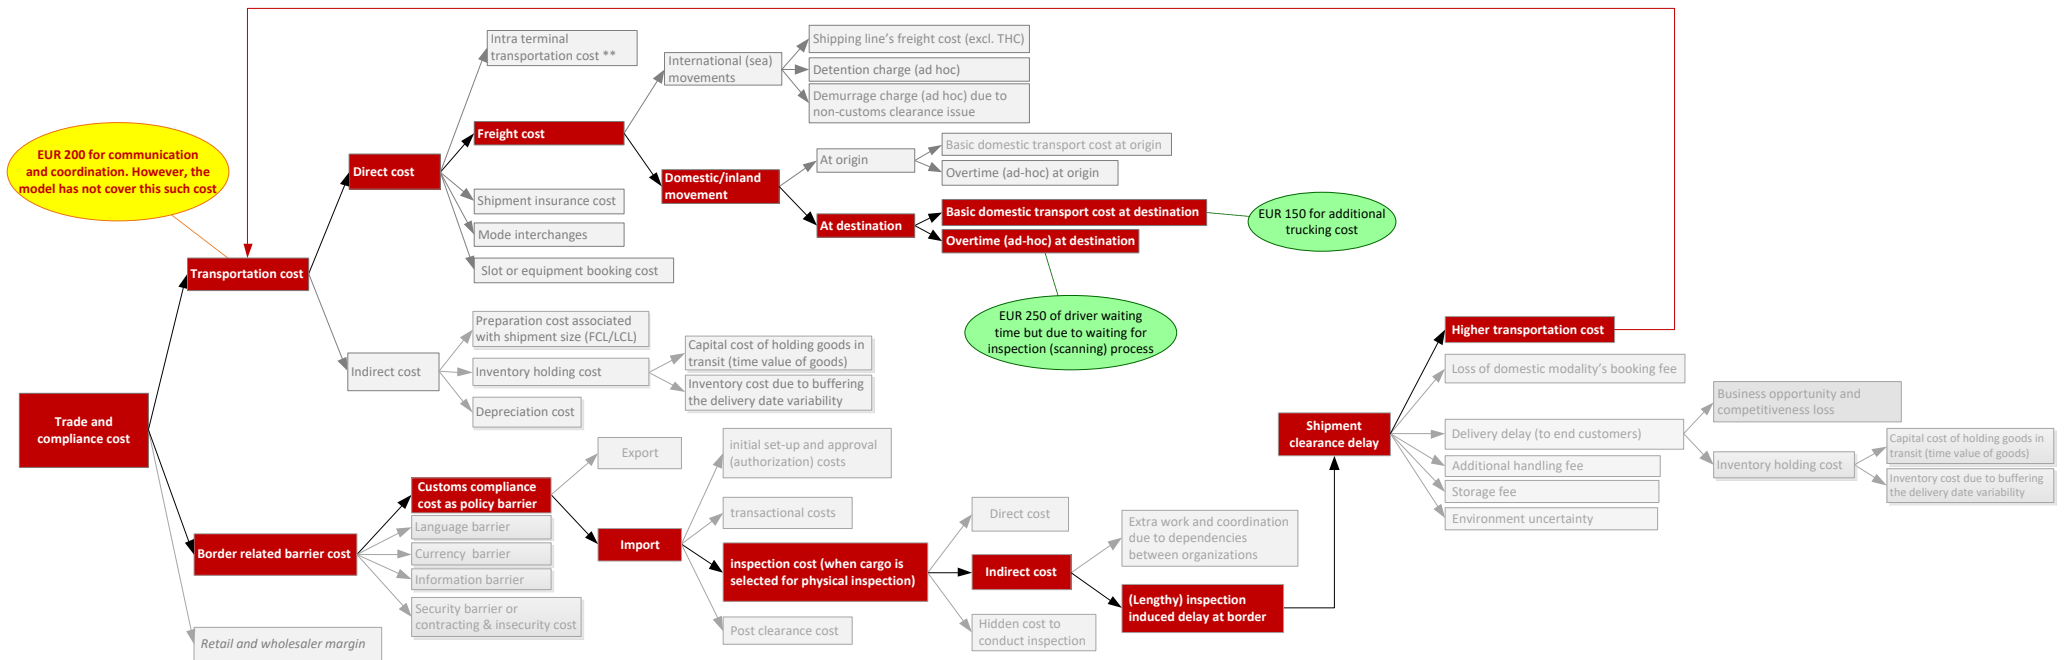 Intra terminal
transportation cost **
International (sea)
movements
Shipping line's freight cost (excl. THC)
Detention charge (ad hoc)
Demurrage charge (ad hoc) due to
non-customs clearance issue
EUR 200 for communication
and coordination. However, the
model has not cover this such cost
Direct cost
Freight cost
Domestic/inland
movement
At origin
Basic domestic transport cost at origin
Overtime (ad-hoc) at origin
Shipment insurance cost
Mode interchanges
Slot or equipment booking cost
At destination
Basic domestic transport cost at destination
Overtime (ad-hoc) at destination
EUR 150 for additional
trucking cost
EUR 250 of driver waiting
time but due to waiting for
inspection (scanning) process
Transportation cost
Indirect cost
Preparation cost associated
with shipment size (FCL/LCL)
Inventory holding cost
Depreciation cost
Capital cost of holding goods in
transit (time value of goods)
Inventory cost due to buffering
the delivery date variability
Trade and
compliance cost
Border related barrier cost
Retail and wholesaler margin
Customs compliance
cost as policy barrier
Language barrier
Currency  barrier
Information barrier
Security barrier or
contracting & insecurity cost
Export
Import
initial set-up and approval
(authorization) costs
transactional costs
inspection cost (when cargo is
selected for physical inspection)
Post clearance cost
Direct cost
Indirect cost
Hidden cost to
conduct inspection
Extra work and coordination
due to dependencies
between organizations
(Lengthy) inspection
induced delay at border
Shipment
clearance delay
Higher transportation cost
Loss of domestic modality's booking fee
Delivery delay (to end customers)
Additional handling fee
Storage fee
Environment uncertainty
Business opportunity and
competitiveness loss
Inventory holding cost
Capital cost of holding goods in
transit (time value of goods)
Inventory cost due to buffering
the delivery date variability